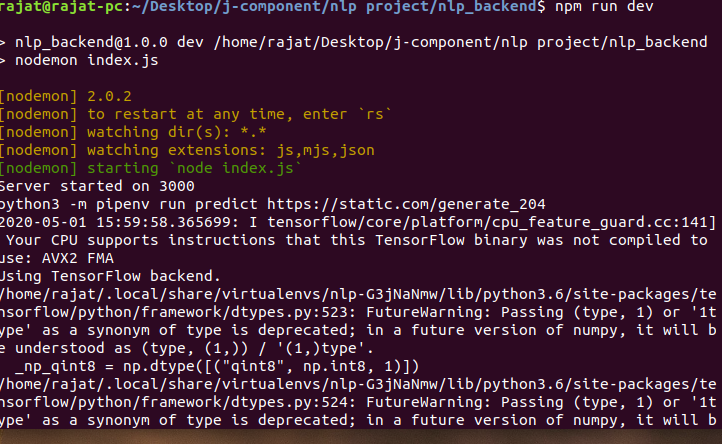 rajat@rajat-pc:~/Desktop/j-component/nlp project/nlp_backend$ npm run dev
> nlp_backend@1.0.0 dev /home/rajat/Desktop/j-component/nlp project/nlp_backend
> nodemon index.js
[nodemon] 2.0.2
[nodemon] to restart at any time, enter `rs`
[nodemon] watching dir(s): *.*
[nodemon] watching extensions: js,mjs,json
[nodemon] starting `node index.js`
Server started on 3000
python3 -m pipenv run predict https://static.com/generate_204
2020-05-01 15:59:58.365699: I tensorflow/core/platform/cpu_feature_guard.cc:141]
Your CPU supports instructions that this TensorFlow binary was not compiled to
use: AVX2 FMA
Using TensorFlow backend.
/home/rajat/.local/share/virtualenvs/nlp-G3jNaNmw/lib/python3.6/site-packages/te
nsorflow/python/framework/dtypes.py:523: FutureWarning: Passing (type, 1) or '1t
ype' as a synonym of type is deprecated; in a future version of numpy, it will b
e understood as (type, (1,)) / '(1,)type'.
_np_qint8 = np.dtype([("qint8", np.int8, 1)])
/home/rajat/.local/share/virtualenvs/nlp-G3jNaNmw/lib/python3.6/site-packages/te
nsorflow/python/framework/dtypes.py:524: FutureWarning: Passing (type, 1) or '1t
ype' as a synonym of type is deprecated; in a future version of numpy, it will b